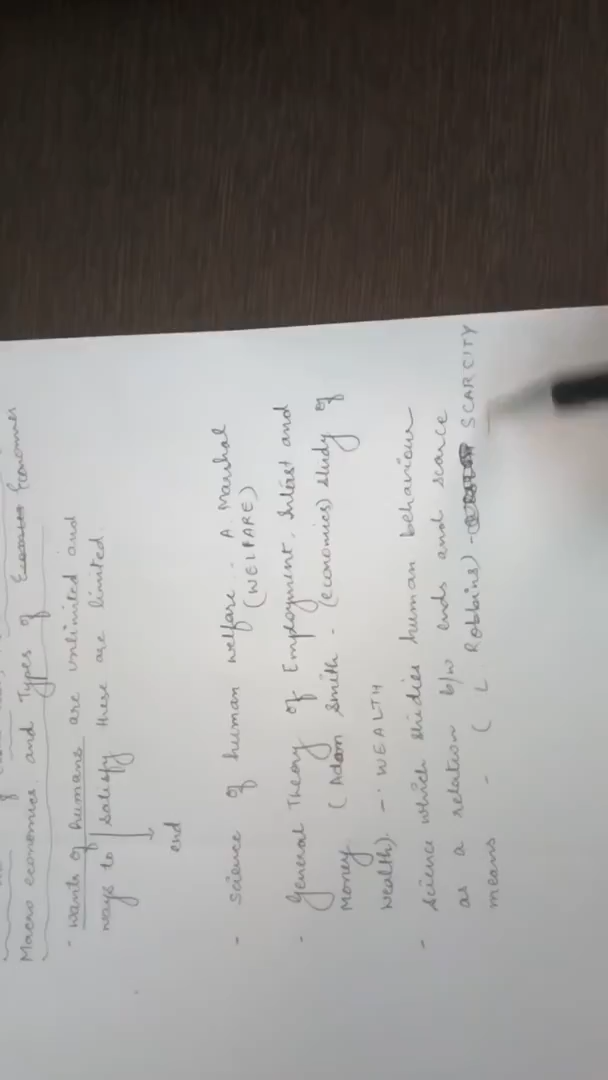 Macro economics and Types of Economies
- wants of humans are unlimited and
ways to satisfy these are limited.
end
- science of human welfare - A. Marshal
(WELFARE)
- General Theory of Employment, Interest and
Money (Adam Smith - (economics) study of
wealth). - WEALTH
- Science which studies human behaviour
as a relation b/w ends and scarce
means - (L Robbins) - SCARCITY